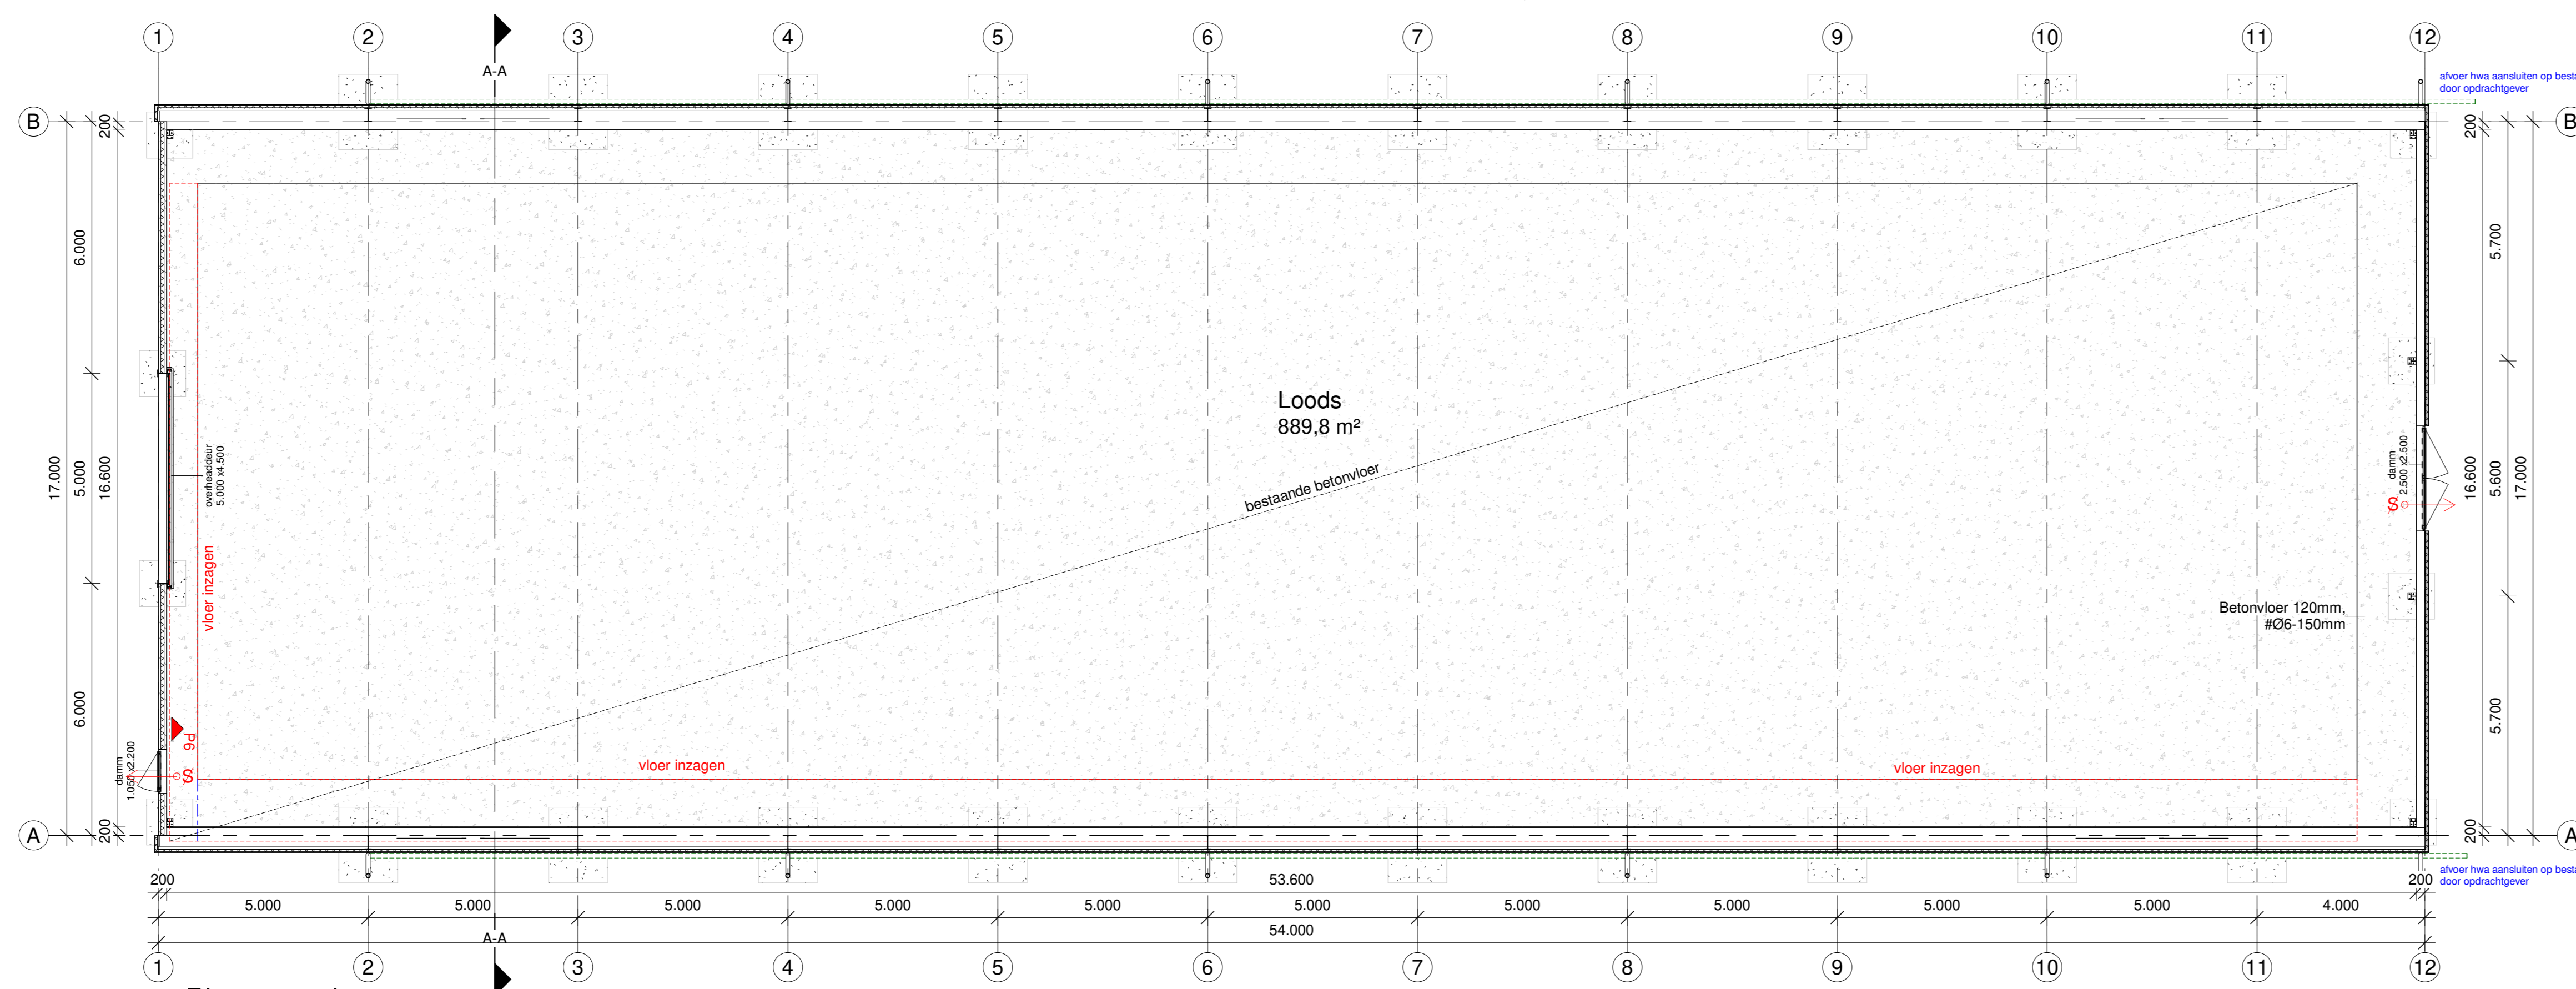 1
2
3
4
5
6
7
8
9
10
11
12
A-A
afvoer hwa aansluiten op besta
door opdrachtgever
B
B
200
200
6.000
5.700
Loods
889,8 m²
bestaande betonvloer
overheaddeur
5.000 x4.500
damm
2.500 x2.500
S
17.000
5.000
16.600
16.600
5.600
17.000
vloer inzagen
Betonvloer 120mm,
#Ø6-150mm
6.000
5.700
P6
damm
1.050 x2.200
S
vloer inzagen
vloer inzagen
A
A
200
200
afvoer hwa aansluiten op besta
door opdrachtgever
200
53.600
200
5.000
5.000
5.000
5.000
5.000
5.000
5.000
5.000
5.000
5.000
4.000
54.000
A-A
1
2
3
4
5
6
7
8
9
10
11
12